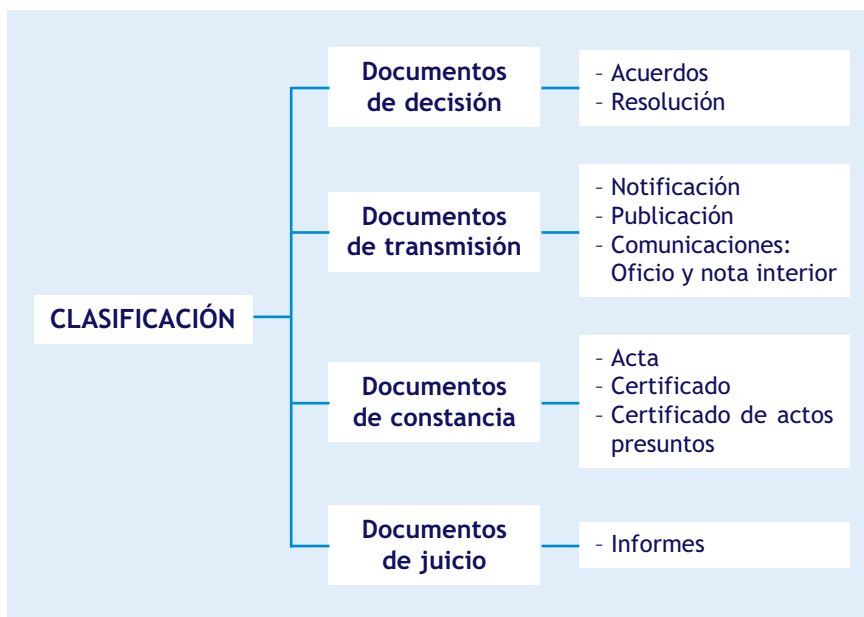 CLASIFICACIÓN
Documentos
de decisión
– Acuerdos
– Resolución
Documentos
de transmisión
– Notificación
– Publicación
– Comunicaciones:
Oficio y nota interior
Documentos
de constancia
– Acta
– Certificado
– Certificado de actos
presuntos
Documentos
de juicio
– Informes